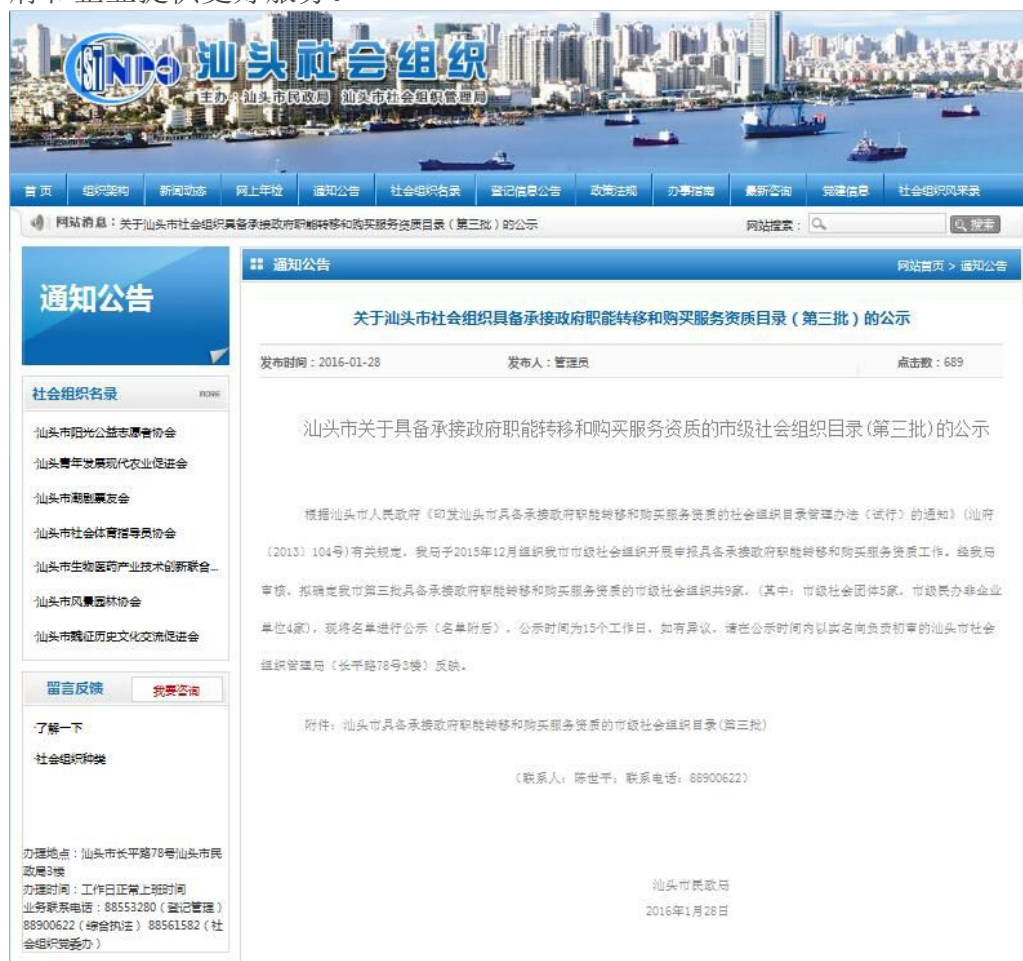 府和企业提供更好服务。
STNPO 汕头社会组织
主办：汕头市民政局 汕头市社会组织管理局
首页 组织架构 新闻动态 网上年检 通知公告 社会组织名录 登记信息公告 政策法规 办事指南 最新咨询 党建信息 社会组织风采录
网站消息：关于汕头市社会组织具备承接政府职能转移和购买服务资质目录（第三批）的公示
网站搜索： 搜索
通知公告
社会组织名录 more
·汕头市阳光公益志愿者协会
·汕头青年发展现代农业促进会
·汕头市潮剧票友会
·汕头市社会体育指导员协会
·汕头市生物医药产业技术创新联合...
·汕头市风景园林协会
·汕头市魏征历史文化交流促进会
留言反馈 我要咨询
·了解一下
·社会组织种类
办理地点：汕头市长平路78号汕头市民
政局3楼
办理时间：工作日正常上班时间
业务联系电话：88553280（登记管理）
88900622（综合执法） 88561582（社
会组织党委办）
通知公告 网站首页 > 通知公告
关于汕头市社会组织具备承接政府职能转移和购买服务资质目录（第三批）的公示
发布时间：2016-01-28 发布人：管理员 点击数：689
汕头市关于具备承接政府职能转移和购买服务资质的市级社会组织目录(第三批)的公示
根据汕头市人民政府《印发汕头市具备承接政府职能转移和购买服务资质的社会组织目录管理办法（试行）的通知》（汕府
〔2013〕104号)有关规定，我局于2015年12月组织我市市级社会组织开展申报具备承接政府职能转移和购买服务资质工作。经我局
审核，拟确定我市第三批具备承接政府职能转移和购买服务资质的市级社会组织共9家，（其中：市级社会团体5家，市级民办非企业
单位4家），现将名单进行公示（名单附后），公示时间为15个工作日。如有异议，请在公示时间内以实名向负责初审的汕头市社会
组织管理局（长平路78号3楼）反映。
附件：汕头市具备承接政府职能转移和购买服务资质的市级社会组织目录(第三批)
（联系人：陈世平；联系电话：88900622）
汕头市民政局
2016年1月28日